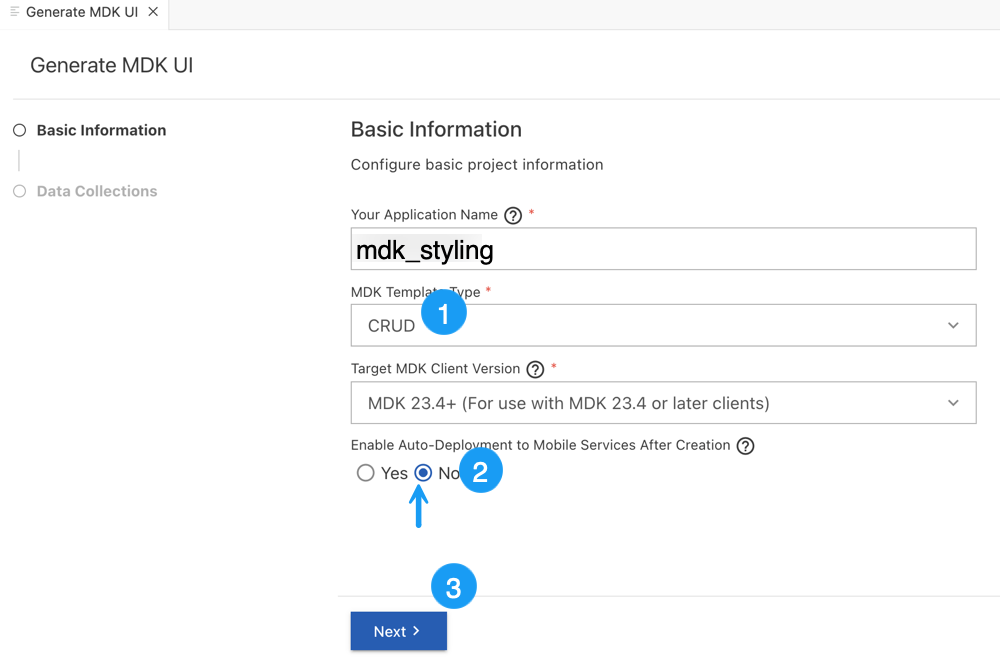 Generate MDK UI
Generate MDK UI
Basic Information
Data Collections
Basic Information
Configure basic project information
Your Application Name ? *
mdk_styling
MDK Template Type *
1
CRUD
Target MDK Client Version ? *
MDK 23.4+ (For use with MDK 23.4 or later clients)
Enable Auto-Deployment to Mobile Services After Creation ?
Yes No 2
3
Next